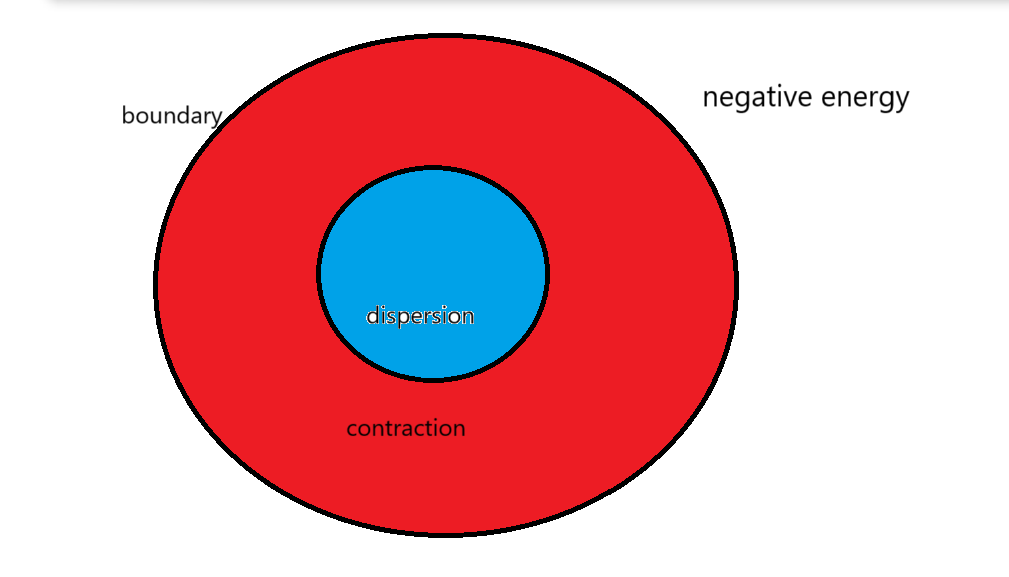 negative energy
boundary
dispersion
contraction